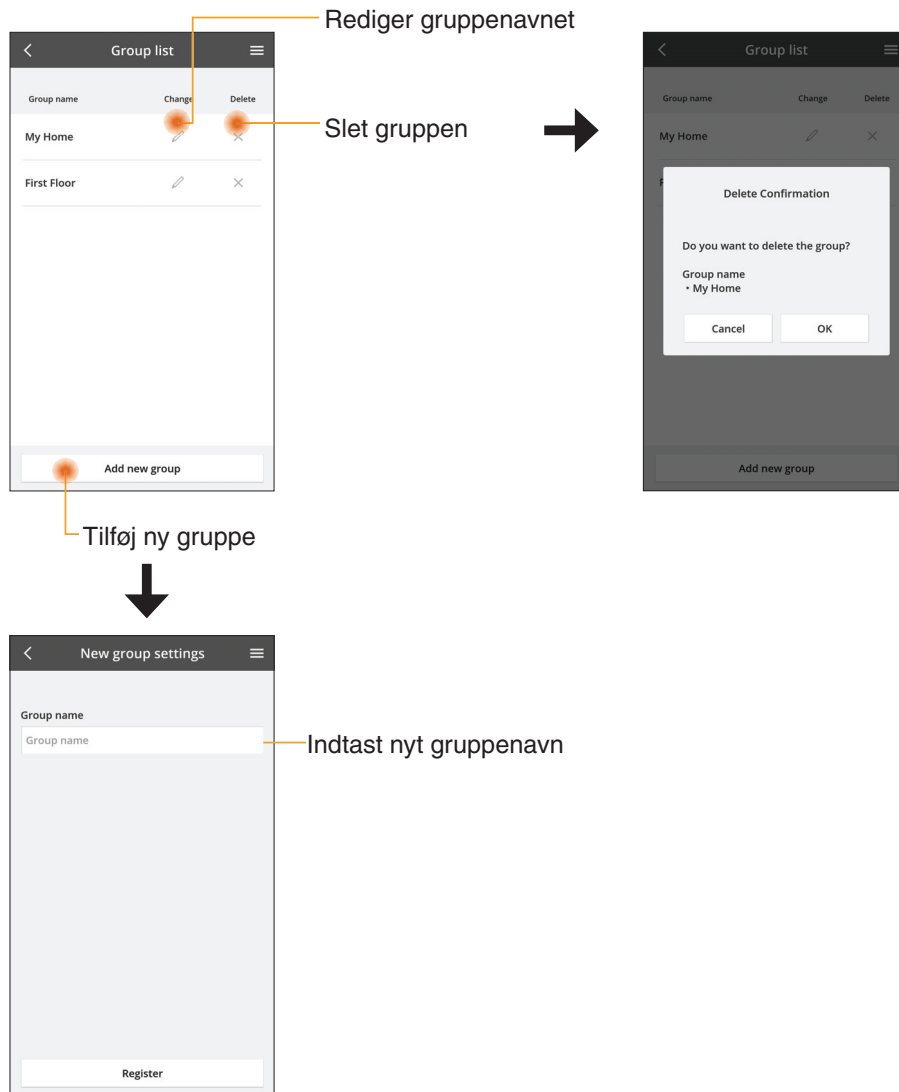 Rediger gruppenavnet
Group list
Group name Change Delete
My Home
First Floor
Slet gruppen
Add new group
Tilføj ny gruppe
Group list
Group name Change Delete
My Home
F
Delete Confirmation
Do you want to delete the group?
Group name
• My Home
Cancel OK
Add new group
New group settings
Group name
Group name
Indtast nyt gruppenavn
Register